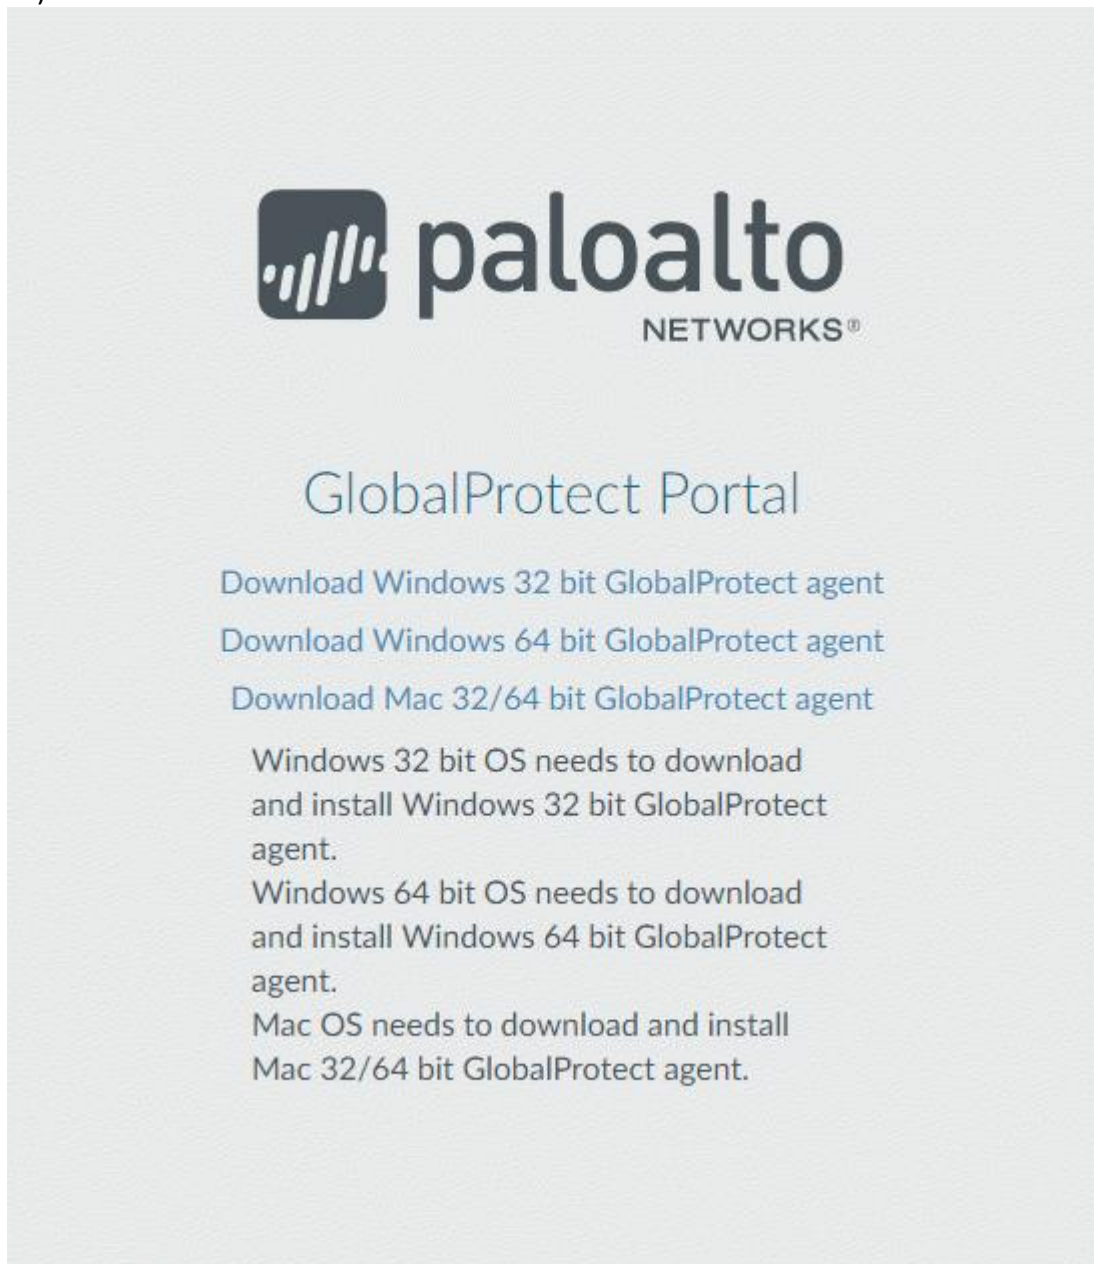 paloalto
NETWORKS®
GlobalProtect Portal
Download Windows 32 bit GlobalProtect agent
Download Windows 64 bit GlobalProtect agent
Download Mac 32/64 bit GlobalProtect agent
Windows 32 bit OS needs to download
and install Windows 32 bit GlobalProtect
agent.
Windows 64 bit OS needs to download
and install Windows 64 bit GlobalProtect
agent.
Mac OS needs to download and install
Mac 32/64 bit GlobalProtect agent.